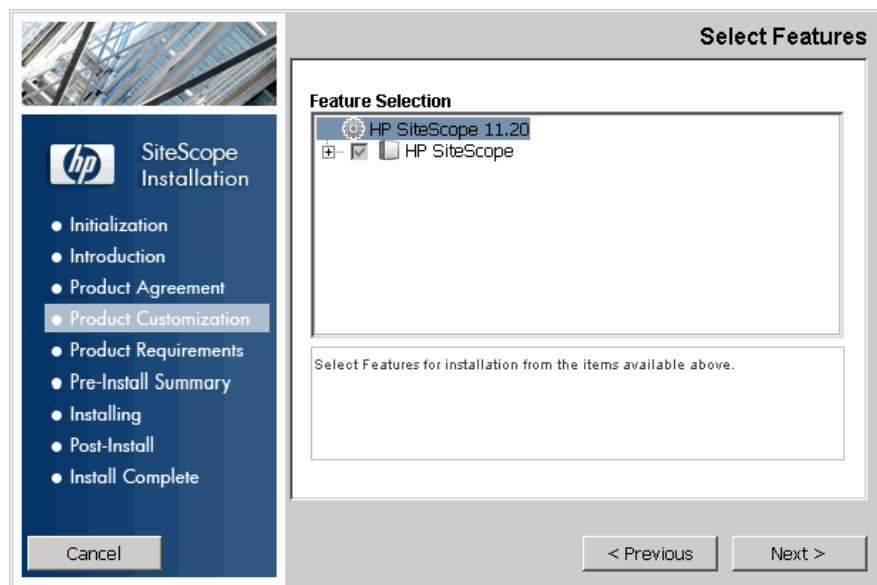 Select Features
hp
SiteScope
Installation
Initialization
Introduction
Product Agreement
Product Customization
Product Requirements
Pre-Install Summary
Installing
Post-Install
Install Complete
Cancel
Feature Selection
HP SiteScope 11.20
HP SiteScope
Select Features for installation from the items available above.
< Previous
Next >